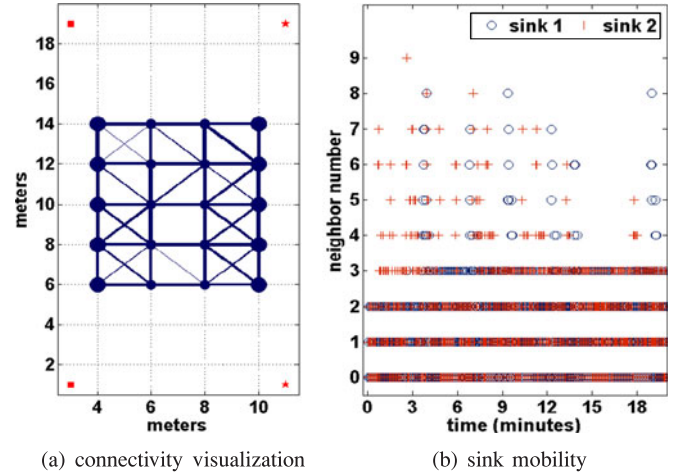 18
16
14
12
10
8
6
4
2
meters
4 6 8 10
meters
(a) connectivity visualization
sink 1 sink 2
9
8
7
6
5
4
3
2
1
0
neighbor number
0 3 6 9 12 15 18
time (minutes)
(b) sink mobility